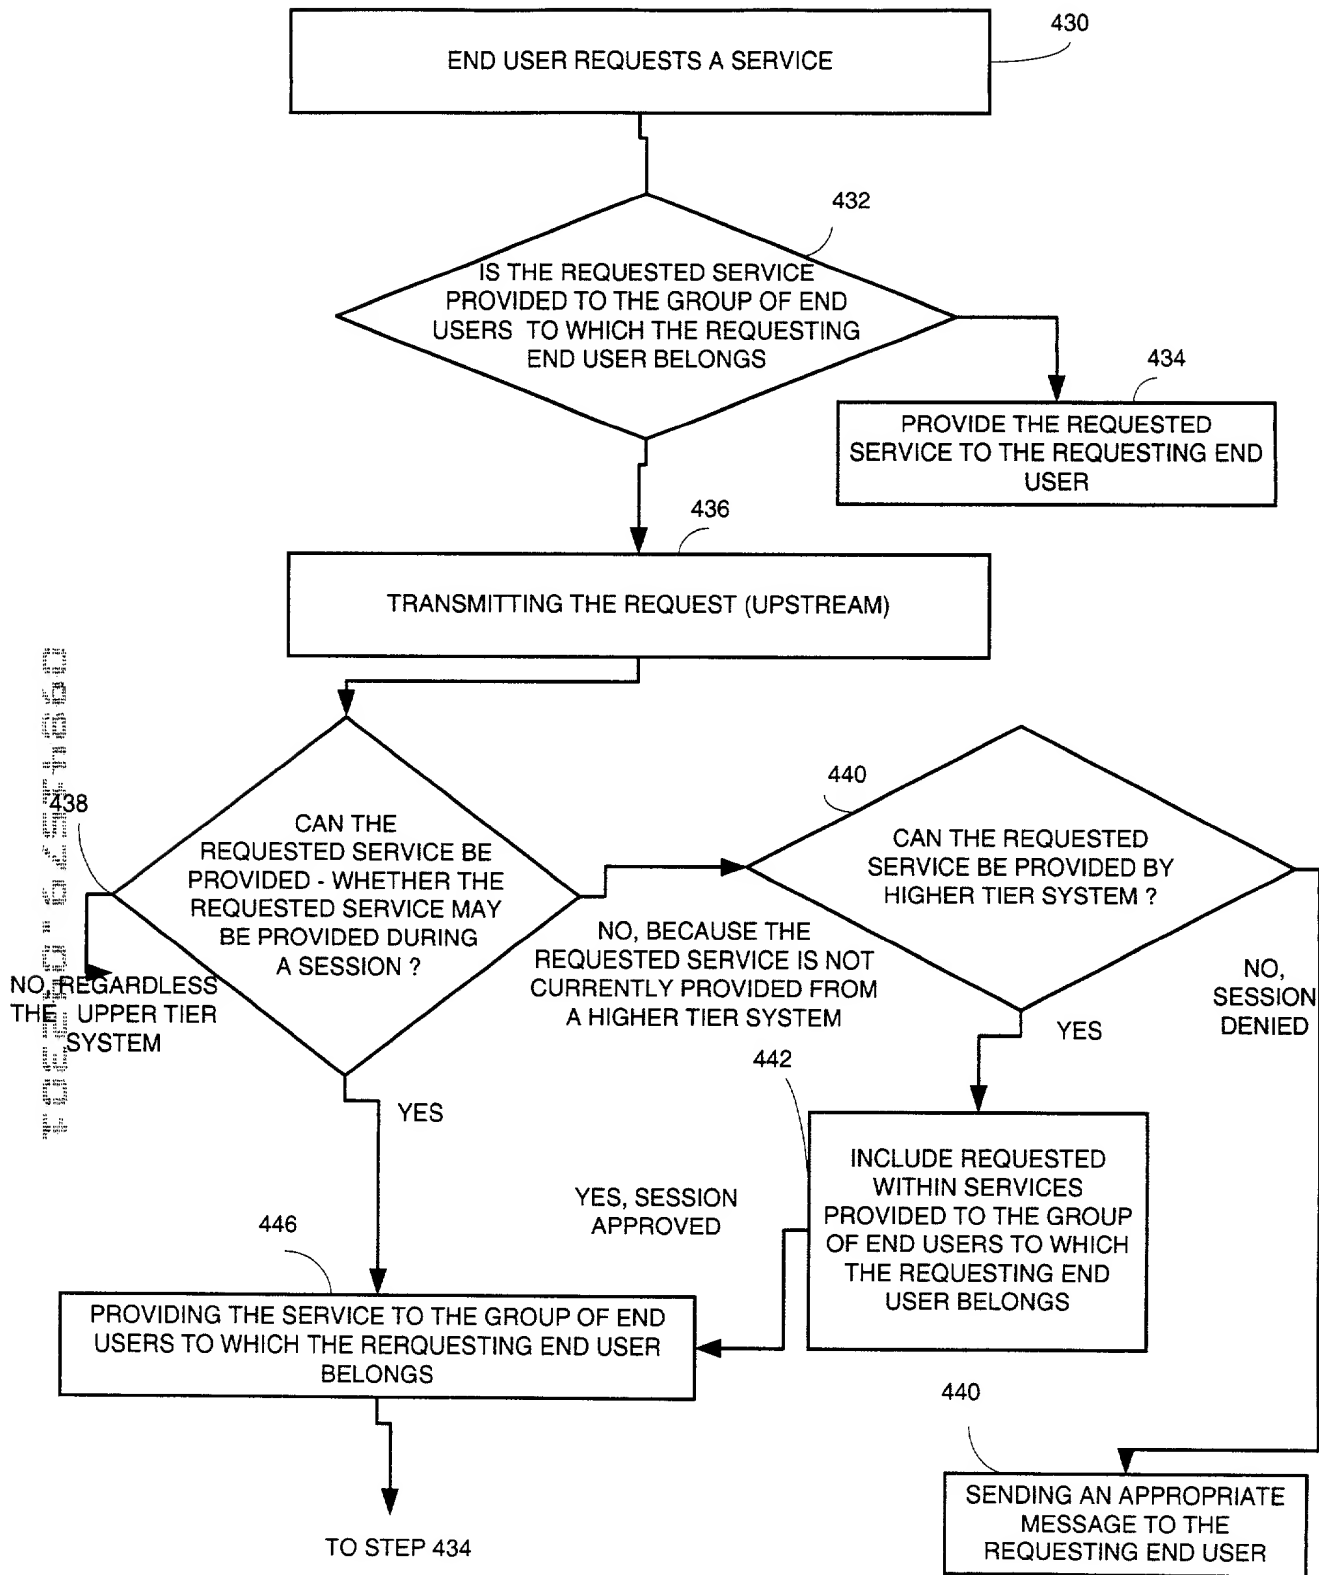 430
END USER REQUESTS A SERVICE
432
IS THE REQUESTED SERVICE
PROVIDED TO THE GROUP OF END
USERS TO WHICH THE REQUESTING
END USER BELONGS
434
PROVIDE THE REQUESTED
SERVICE TO THE REQUESTING END
USER
436
TRANSMITTING THE REQUEST (UPSTREAM)
438
CAN THE
REQUESTED SERVICE BE
PROVIDED - WHETHER THE
REQUESTED SERVICE MAY
BE PROVIDED DURING
A SESSION ?
440
CAN THE REQUESTED
SERVICE BE PROVIDED BY
HIGHER TIER SYSTEM ?
NO, REGARDLESS
THE UPPER TIER
SYSTEM
NO, BECAUSE THE
REQUESTED SERVICE IS NOT
CURRENTLY PROVIDED FROM
A HIGHER TIER SYSTEM
NO,
SESSION
DENIED
YES
442
YES
INCLUDE REQUESTED
WITHIN SERVICES
PROVIDED TO THE GROUP
OF END USERS TO WHICH
THE REQUESTING END
USER BELONGS
YES, SESSION
APPROVED
446
PROVIDING THE SERVICE TO THE GROUP OF END
USERS TO WHICH THE RERQUESTING END USER
BELONGS
440
SENDING AN APPROPRIATE
MESSAGE TO THE
REQUESTING END USER
TO STEP 434